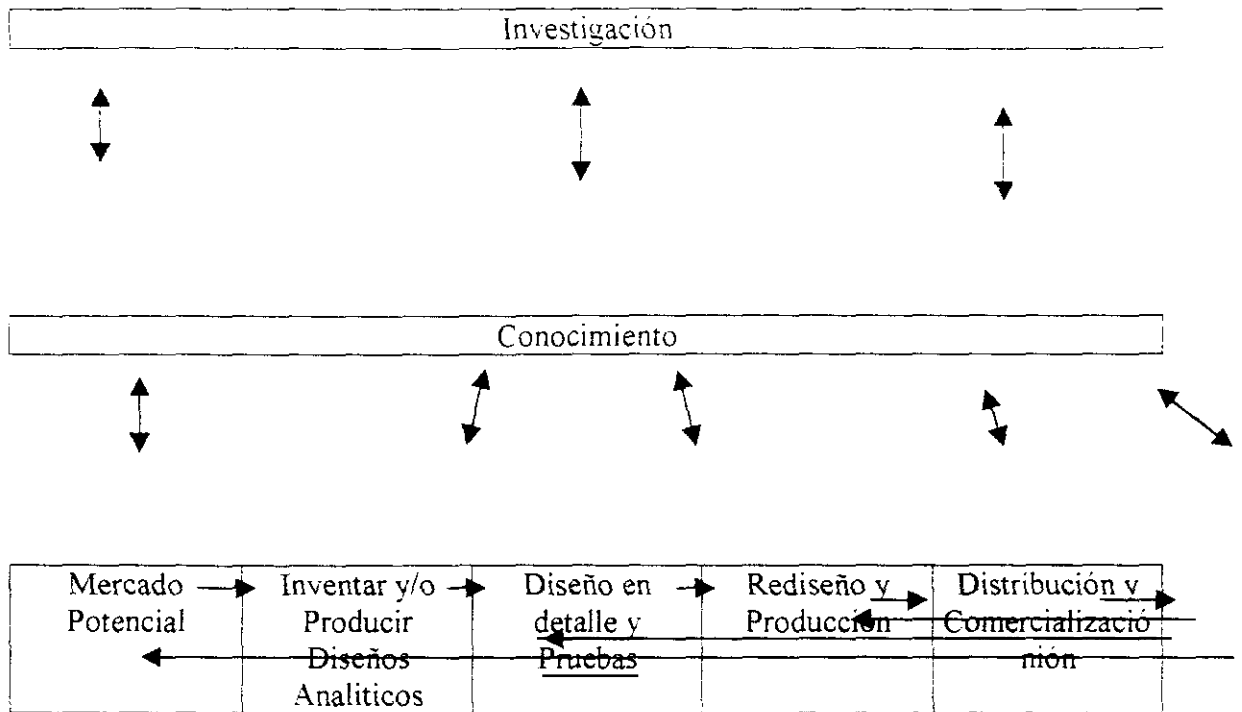 Investigación
Conocimiento
Mercado
Potencial
Inventar y/o
Producir
Diseños
Analiticos
Diseño en
detalle y
Pruebas
Rediseño y
Producción
Distribución y
Comercializació
nión